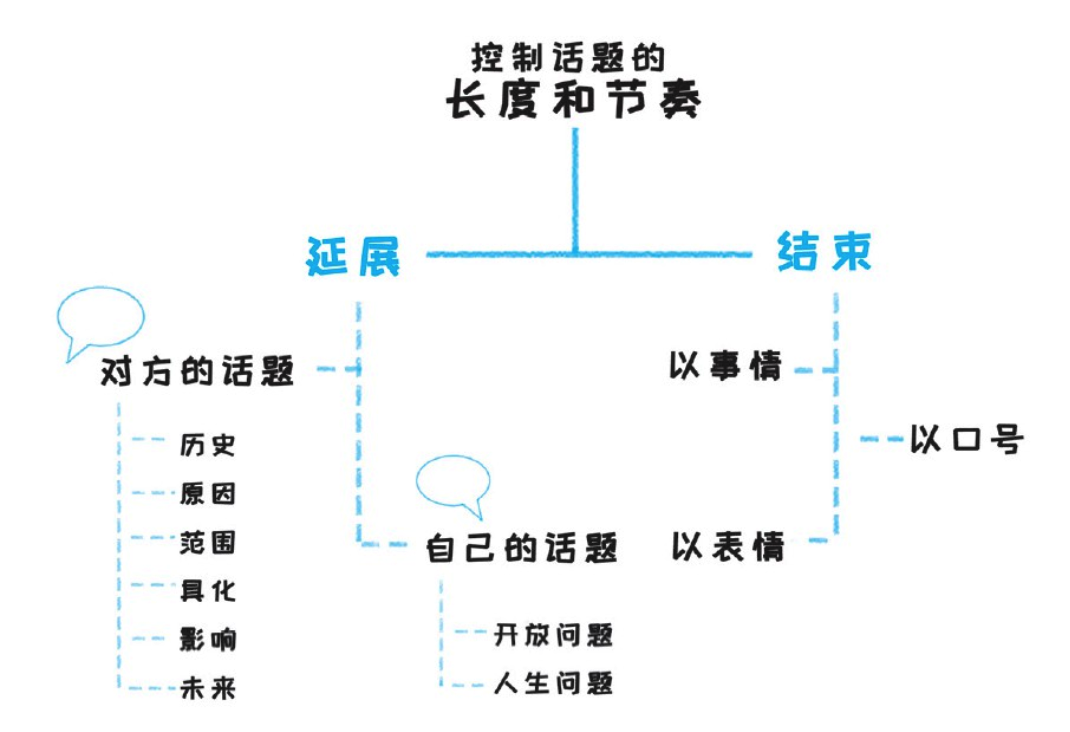 控制话题的
长度和节奏
延展
结束
对方的话题
历史
原因
范围
具化
影响
未来
自己的话题
开放问题
人生问题
以事情
以口号
以表情